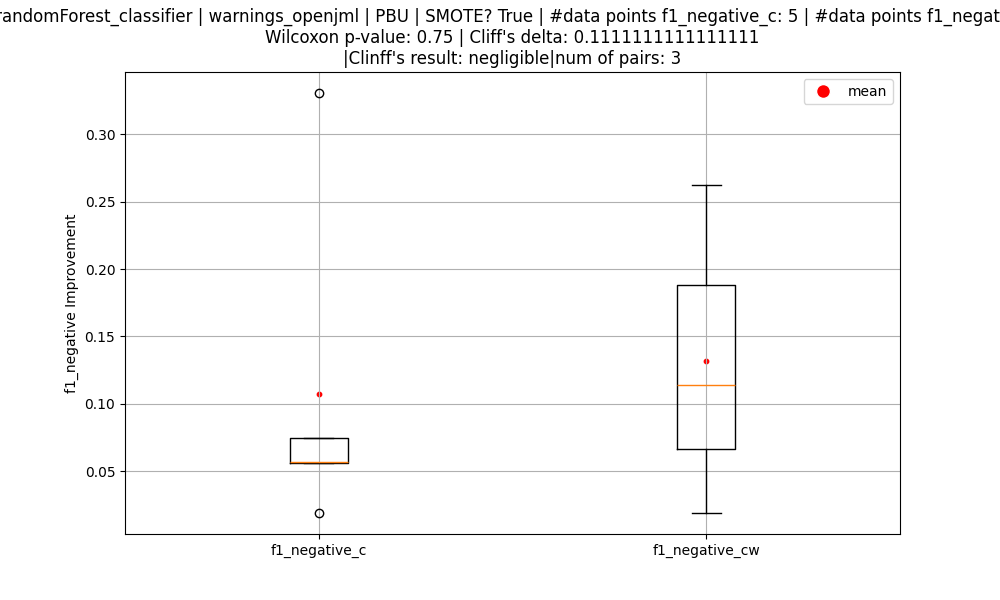 randomForest_classifier | warnings_openjml | PBU | SMOTE? True | #data points f1_negative_c: 5 | #data points
Wilcoxon p-value: 0.75 | Cliff's delta: 0.1111111111111111
|Clinff's result: negligible|num of pairs: 3
mean
0.30
0.25
0.20
0.15
0.10
0.05
f1_negative Improvement
f1_negative_c
f1_negative_cw